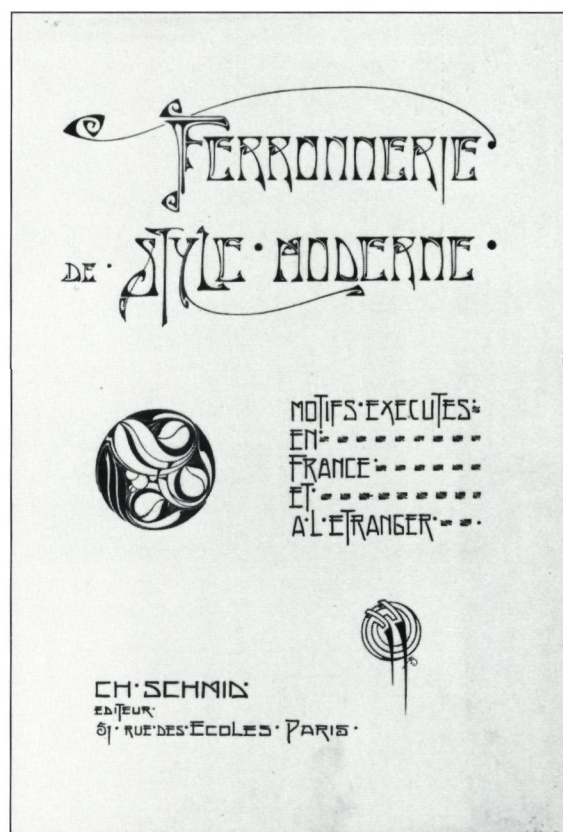 FERRONNERIE·
DE· STYLE· MODERNE·
MOTIFS·EXECUTES:
EN:
FRANCE·
ET·
A·L·ETRANGER·
CH·SCHMID·
EDITEUR·
51· RUE·DES·ECOLES· PARIS·